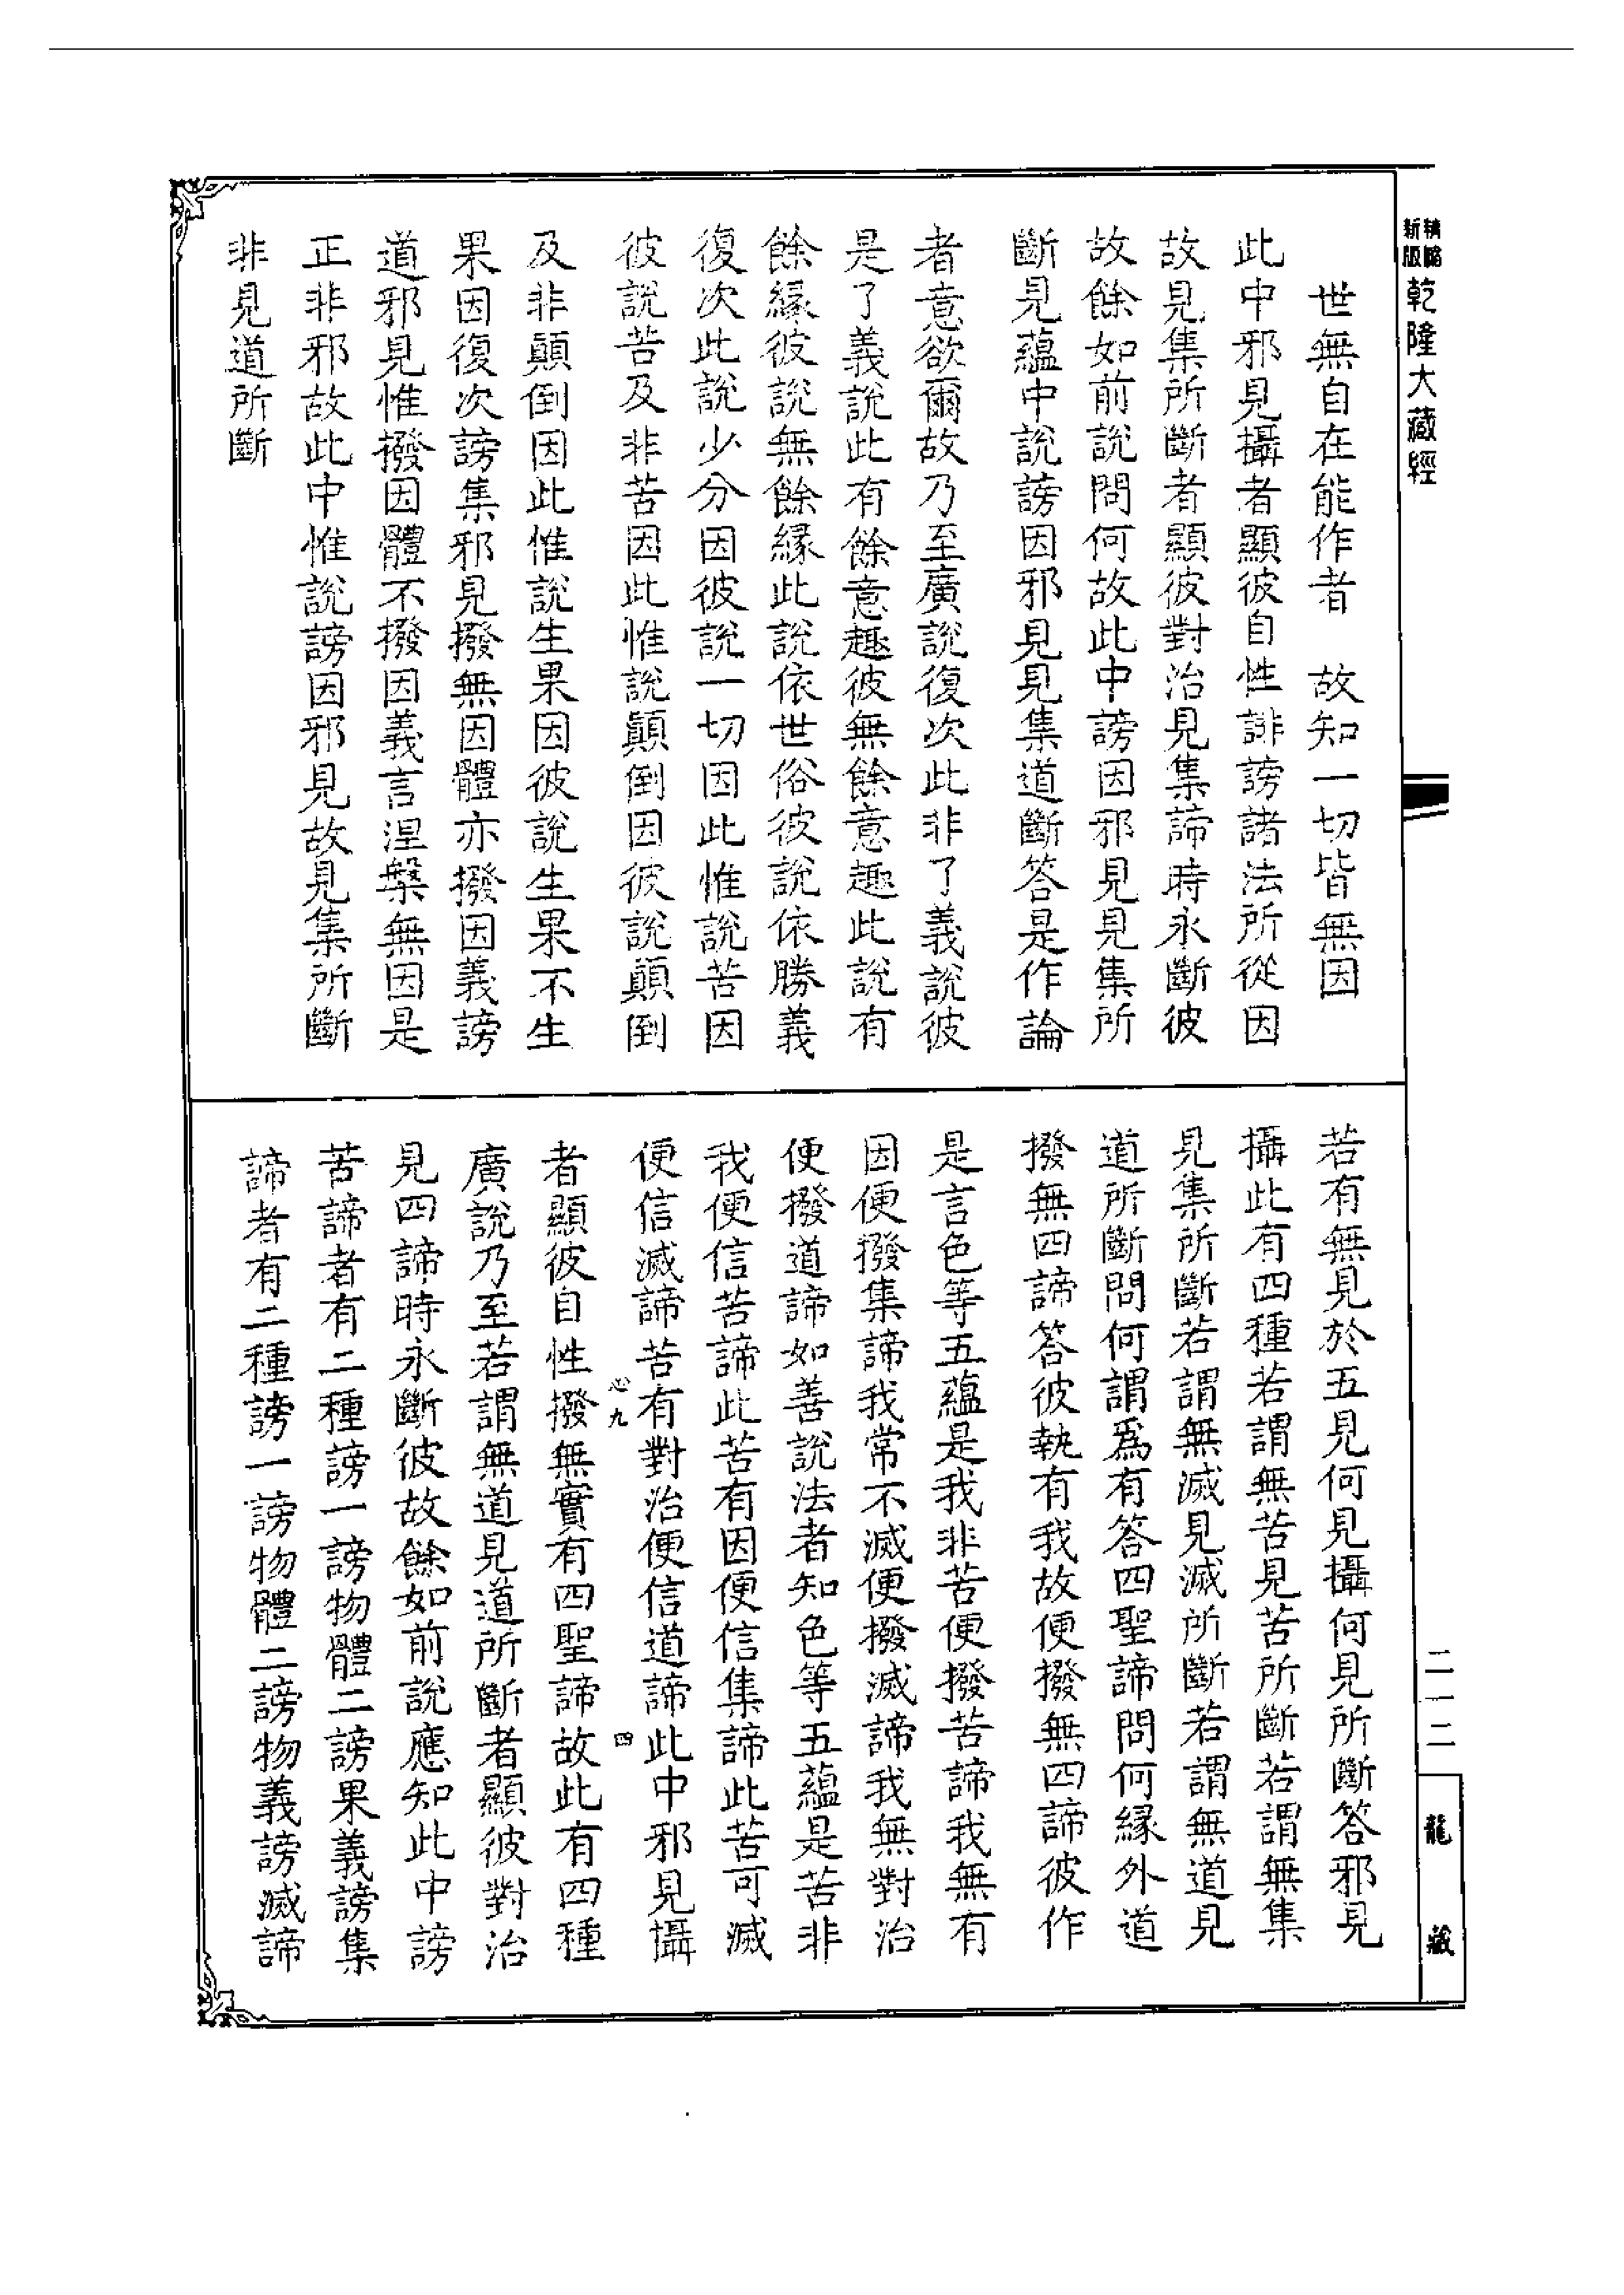 精縮新版乾隆大藏經
世無自在能作者　故知一切皆無因
此中邪見攝者顯彼自性誹謗諸法所從因
故見集所斷者顯彼對治見集諦時永斷彼
故餘如前說問何故此中謗因邪見見集所
斷見蘊中說謗因邪見見集道斷答是作論
者意欲爾故乃至廣說復次此非了義說彼
是了義說此有餘意趣彼無餘意趣此說有
餘緣彼說無餘緣此說依世俗彼說依勝義
復次此說少分因彼說一切因此惟說苦因
彼說苦及非苦因此惟說顛倒因彼說顛倒
及非顛倒因此惟說生果因彼說生果不生
果因復次謗集邪見撥無因體亦撥因義謗
道邪見惟撥因體不撥因義言涅槃無因是
正非邪故此中惟說謗因邪見故見集所斷
非見道所斷
若有無見於五見何見攝何見所斷答邪見
攝此有四種若謂無苦見苦所斷若謂無集
見集所斷若謂無滅見滅所斷若謂無道見
道所斷問何謂爲有答四聖諦問何緣外道
撥無四諦答彼執有我故便撥無四諦彼作
是言色等五蘊是我非苦便撥苦諦我無有
因便撥集諦我常不滅便撥滅諦我無對治
便撥道諦如善說法者知色等五蘊是苦非
我便信苦諦此苦有因便信集諦此苦可滅
便信滅諦苦有對治便信道諦此中邪見攝
心九　四
者顯彼自性撥無實有四聖諦故此有四種
廣說乃至若謂無道見道所斷者顯彼對治
見四諦時永斷彼故餘如前說應知此中謗
苦諦者有二種謗一謗物體二謗果義謗集
諦者有二種謗一謗物體二謗物義謗滅諦
二一二
龍藏